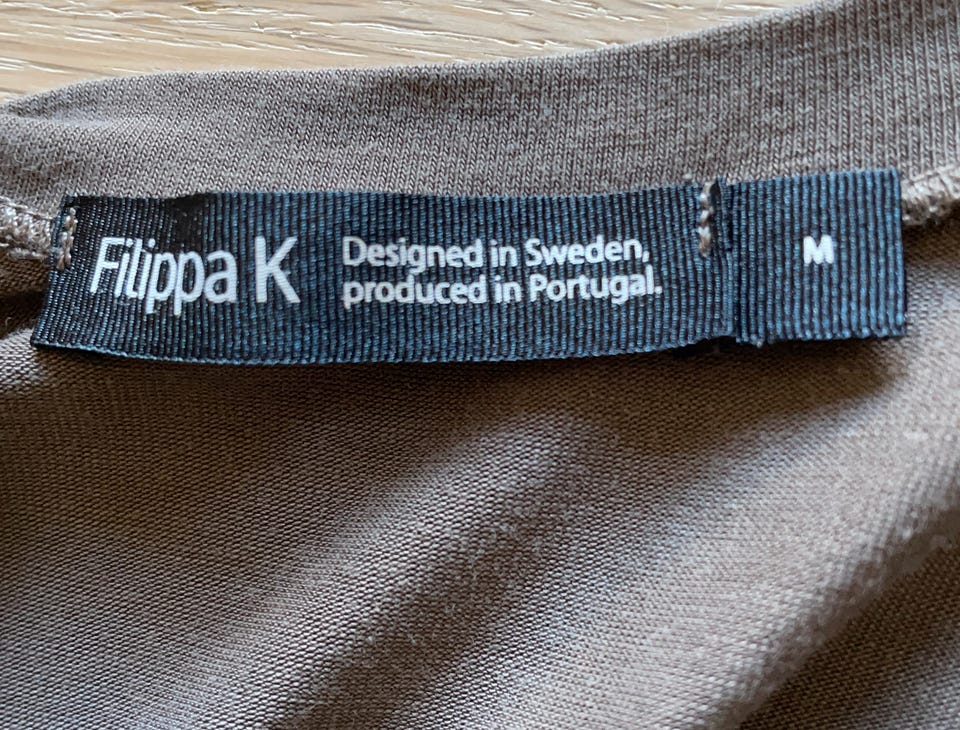 Filippa K
Designed in Sweden,
produced in Portugal.
M